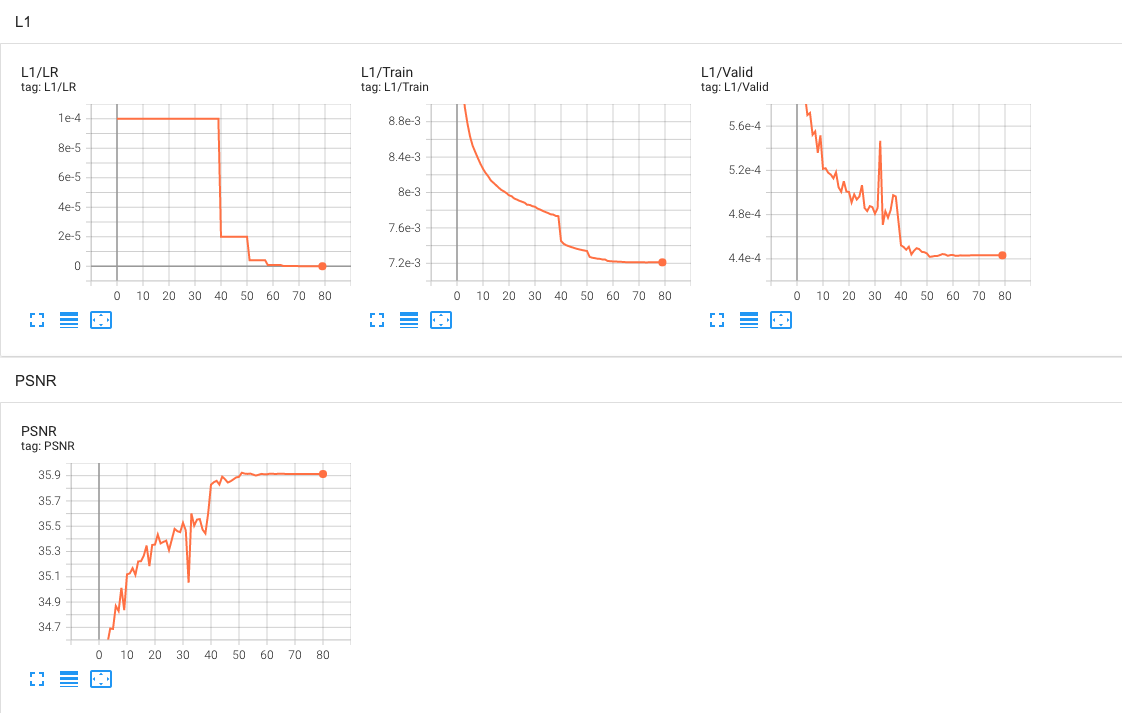 L1
L1/LR
tag: L1/LR
1e-4
8e-5
6e-5
4e-5
2e-5
0
0 10 20 30 40 50 60 70 80
L1/Train
tag: L1/Train
8.8e-3
8.4e-3
8e-3
7.6e-3
7.2e-3
0 10 20 30 40 50 60 70 80
L1/Valid
tag: L1/Valid
5.6e-4
5.2e-4
4.8e-4
4.4e-4
0 10 20 30 40 50 60 70 80
PSNR
PSNR
tag: PSNR
35.9
35.7
35.5
35.3
35.1
34.9
34.7
0 10 20 30 40 50 60 70 80